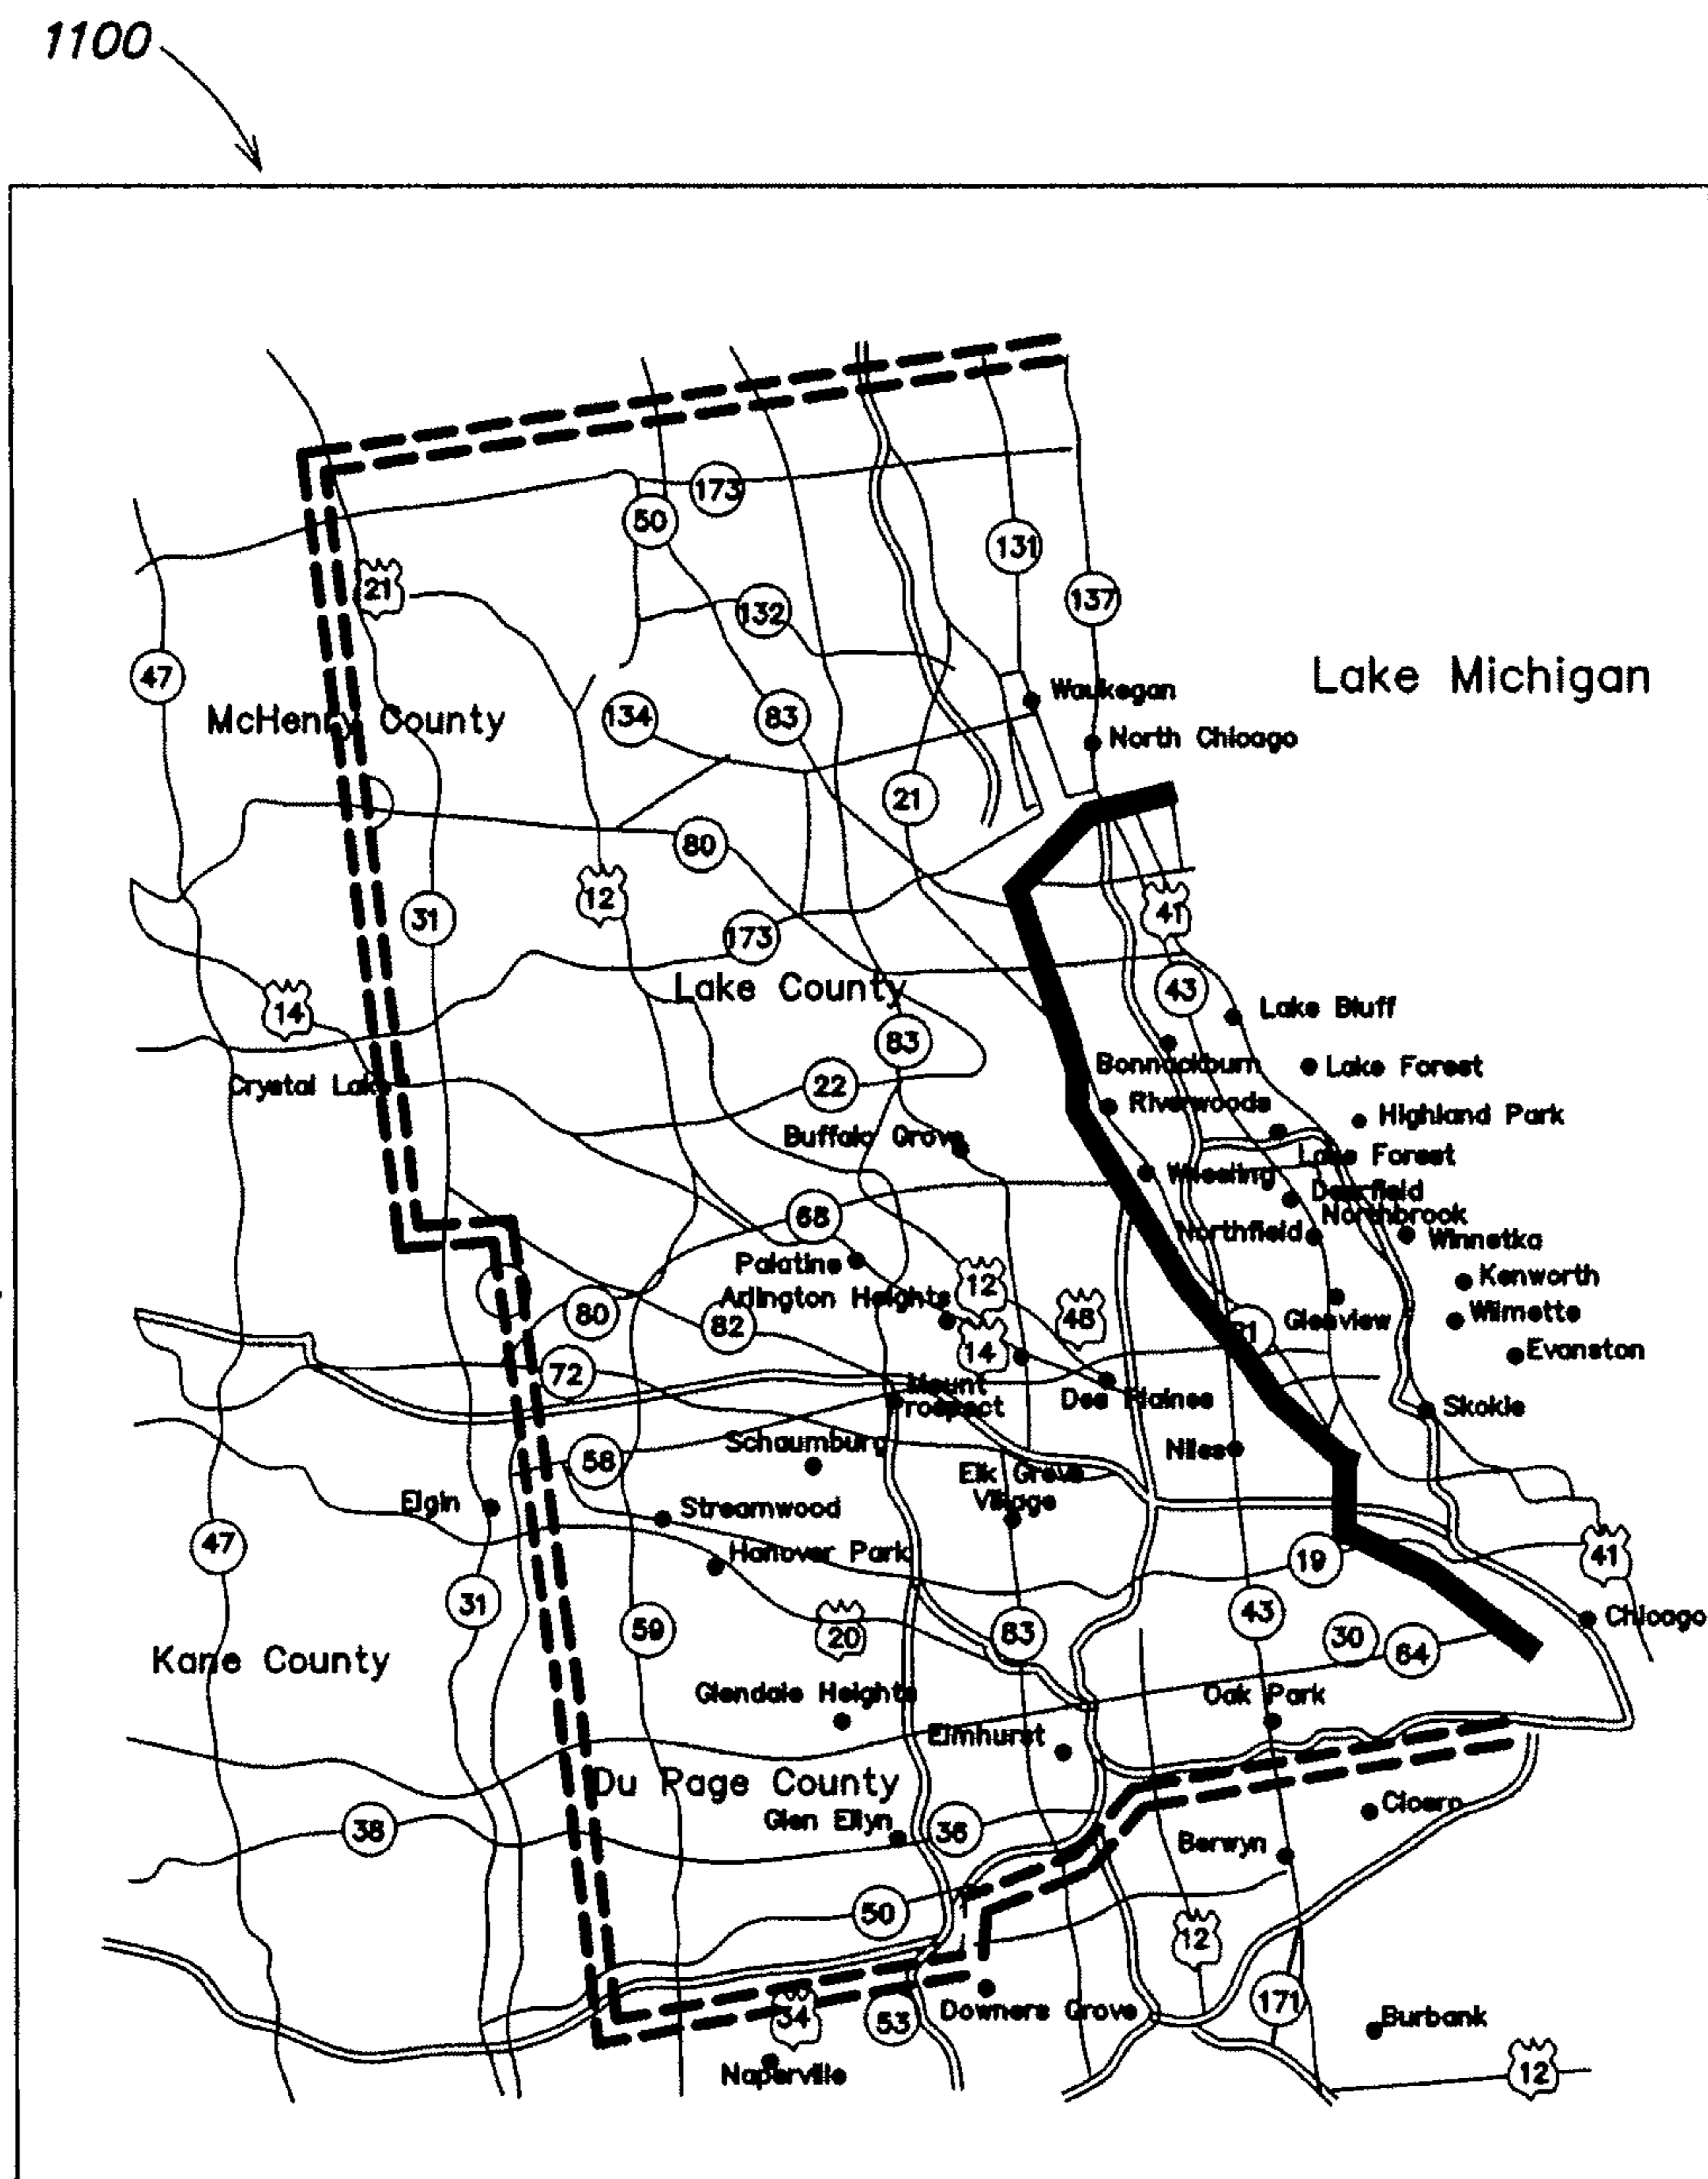 1100
173
50
131
21
132
137
47
Lake Michigan
Waukegan
McHenry County
134
83
North Chicago
21
80
12
41
31
173
Lake County
43
14
Lake Bluff
83
Bonnackburn
Lake Forest
Crystal Lake
22
Riverwoods
Highland Park
Buffalo Grove
Lake Forest
Wheeling
Deerfield
68
Northbrook
Northfield
Winnetka
Palatine
12
Kenworth
Arlington Heights
80
82
48
Glenview
Wilmette
14
Evanston
72
Mount
Prospect
Des Plaines
Skokie
Schaumburg
Niles
58
Elk Grove
Village
Elgin
Streamwood
47
Hanover Park
19
41
31
59
20
83
43
30
64
Chicago
Kane County
Glendale Heights
Oak Park
Elmhurst
Du Page County
Cicero
38
Glen Ellyn
36
Berwyn
50
12
34
53
Downers Grove
171
Burbank
Naperville
12